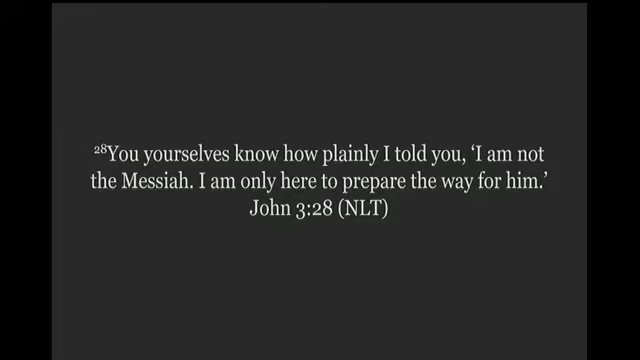 ²⁸You yourselves know how plainly I told you, ‘I am not
the Messiah. I am only here to prepare the way for him.’
John 3:28 (NLT)